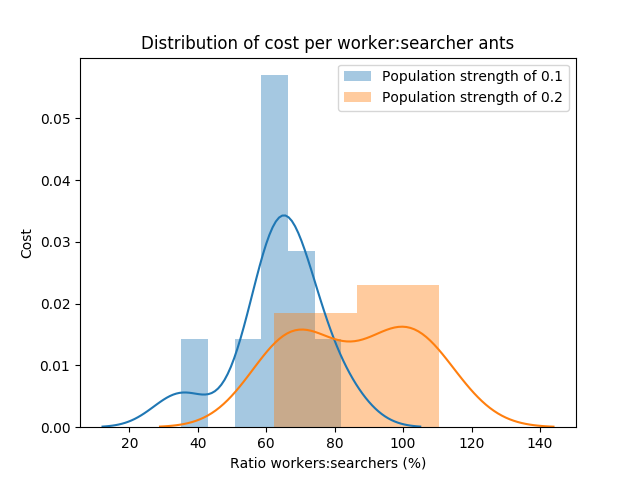 Distribution of cost per worker:searcher ants
Population strength of 0.1
Population strength of 0.2
Cost
0.05
0.04
0.03
0.02
0.01
0.00
20 40 60 80 100 120 140
Ratio workers:searchers (%)